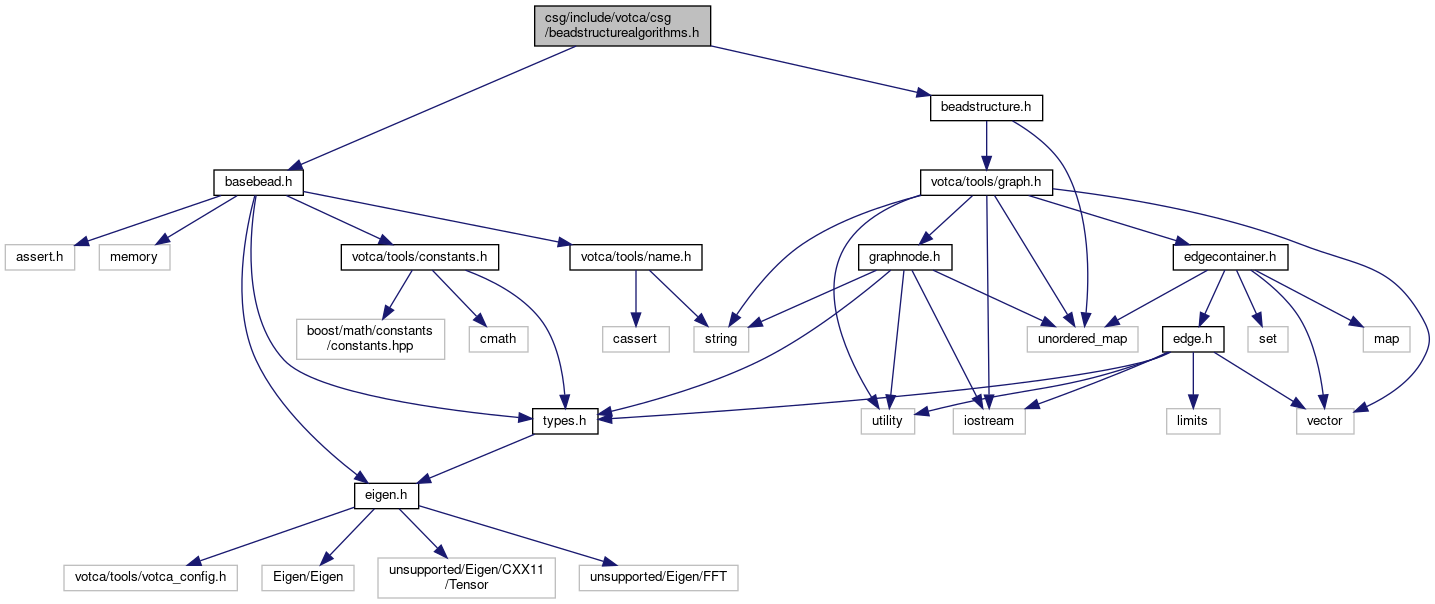 csg/include/votca/csg
/beadstructurealgorithms.h
beadstructure.h
basebead.h
votca/tools/graph.h
assert.h
memory
votca/tools/constants.h
votca/tools/name.h
graphnode.h
edgecontainer.h
boost/math/constants
/constants.hpp
cmath
cassert
string
unordered_map
edge.h
set
map
types.h
utility
iostream
limits
vector
eigen.h
votca/tools/votca_config.h
Eigen/Eigen
unsupported/Eigen/CXX11
/Tensor
unsupported/Eigen/FFT